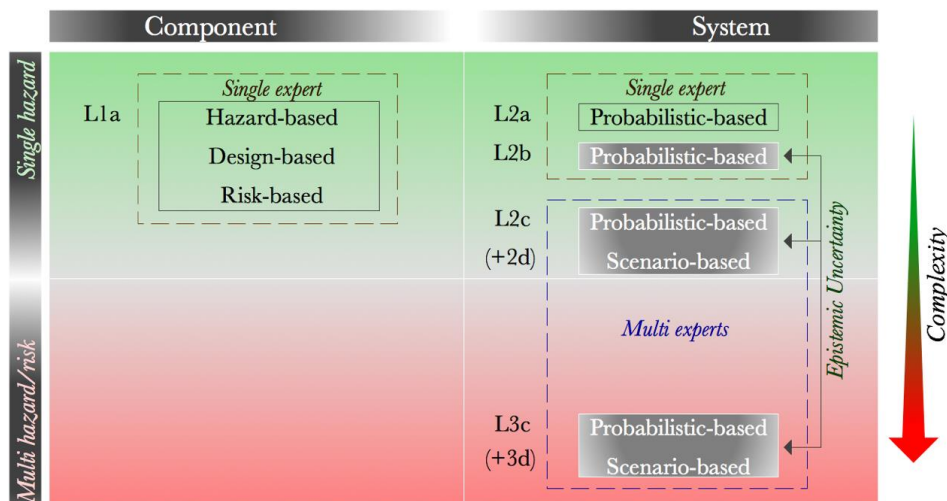 Component
System
Single hazard
Single expert
L1a
Hazard-based
Design-based
Risk-based
Single expert
L2a
Probabilistic-based
L2b
Probabilistic-based
L2c
Probabilistic-based
(+2d)
Scenario-based
Multi experts
Epistemic Uncertainty
Complexity
Multi hazard/risk
L3c
Probabilistic-based
(+3d)
Scenario-based